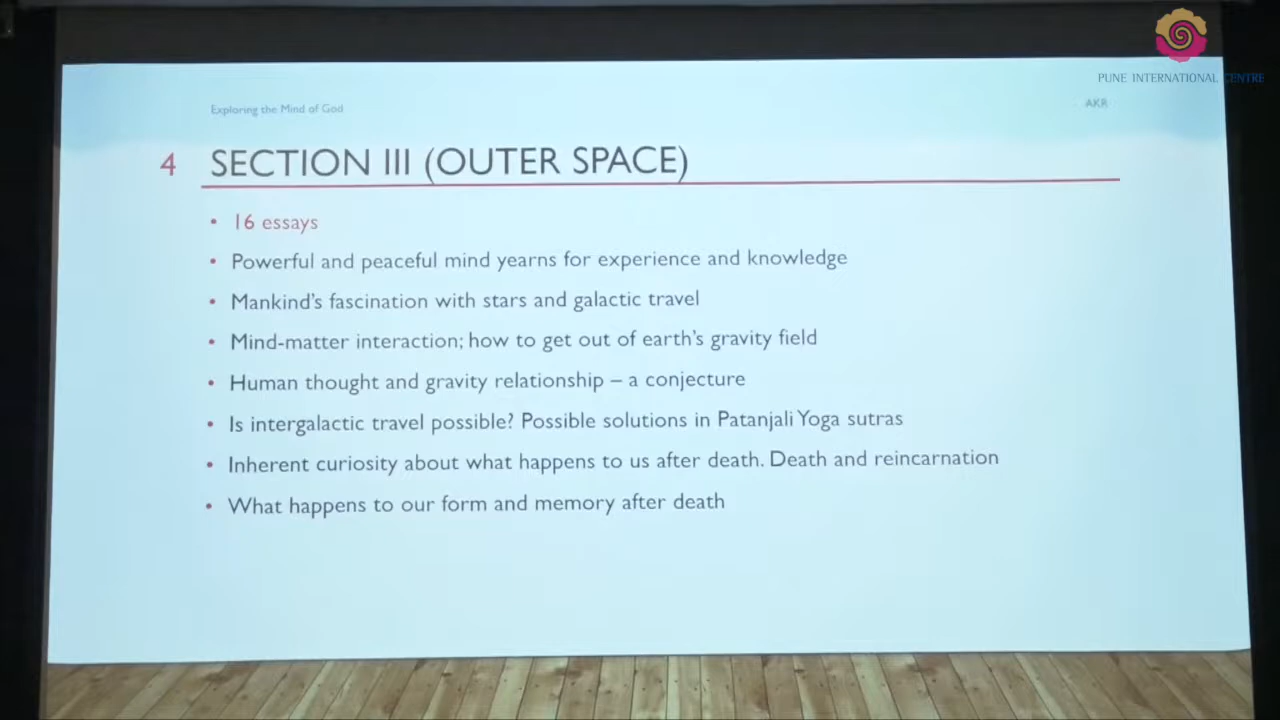 PUNE INTERNATIONAL CENTRE
Exploring the Mind of God
AKR
4 SECTION III (OUTER SPACE)
• 16 essays
• Powerful and peaceful mind yearns for experience and knowledge
• Mankind's fascination with stars and galactic travel
• Mind-matter interaction; how to get out of earth's gravity field
• Human thought and gravity relationship – a conjecture
• Is intergalactic travel possible? Possible solutions in Patanjali Yoga sutras
• Inherent curiosity about what happens to us after death. Death and reincarnation
• What happens to our form and memory after death